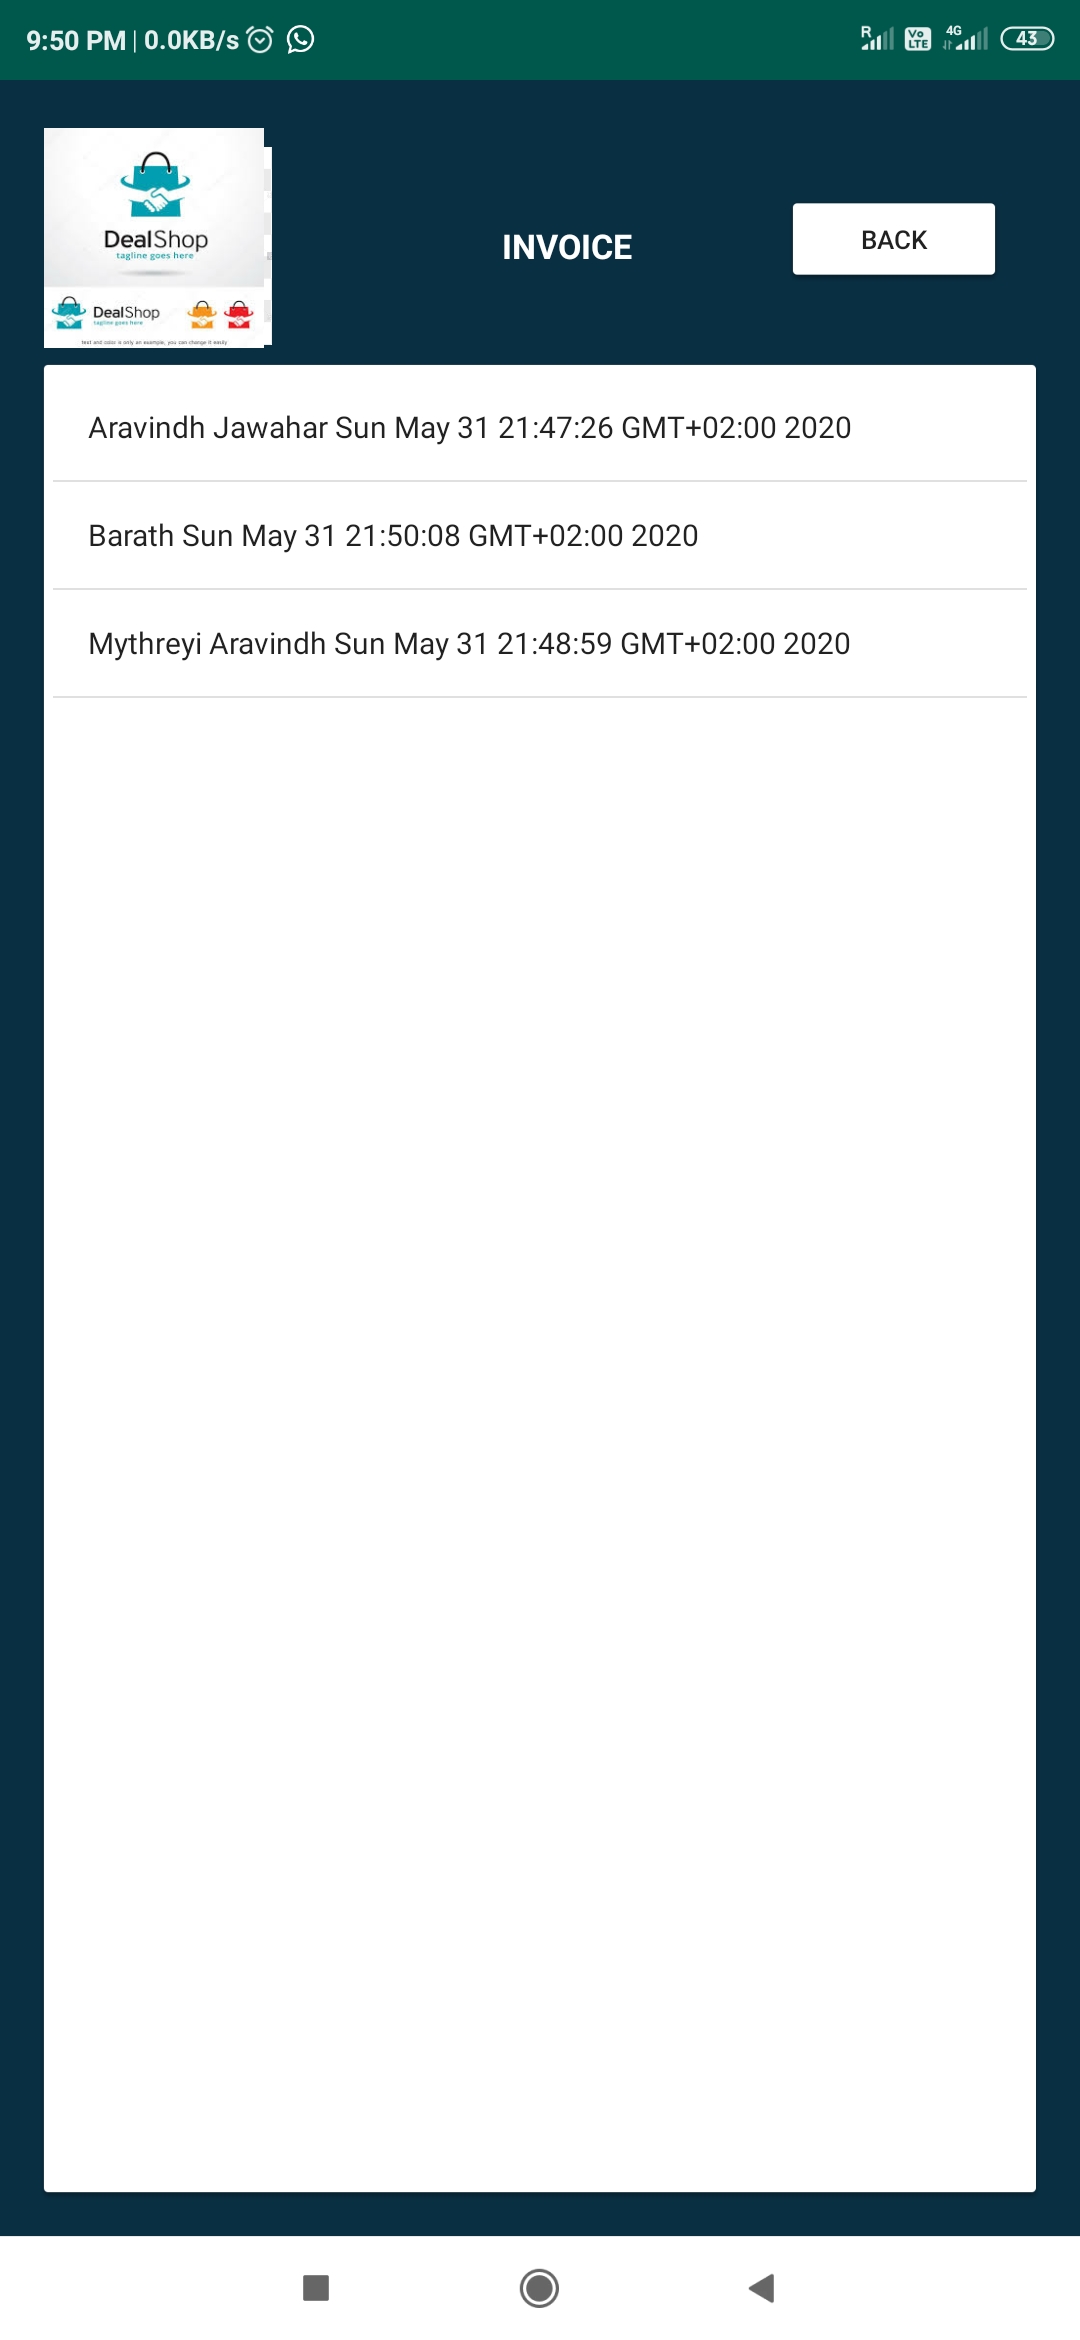 9:50 PM | 0.0KB/s
R
Vo LTE
4G
43
DealShop
tagline goes here
DealShop
tagline goes here
text and color is only an example, you can change it easily
INVOICE
BACK
Aravindh Jawahar Sun May 31 21:47:26 GMT+02:00 2020
Barath Sun May 31 21:50:08 GMT+02:00 2020
Mythreyi Aravindh Sun May 31 21:48:59 GMT+02:00 2020